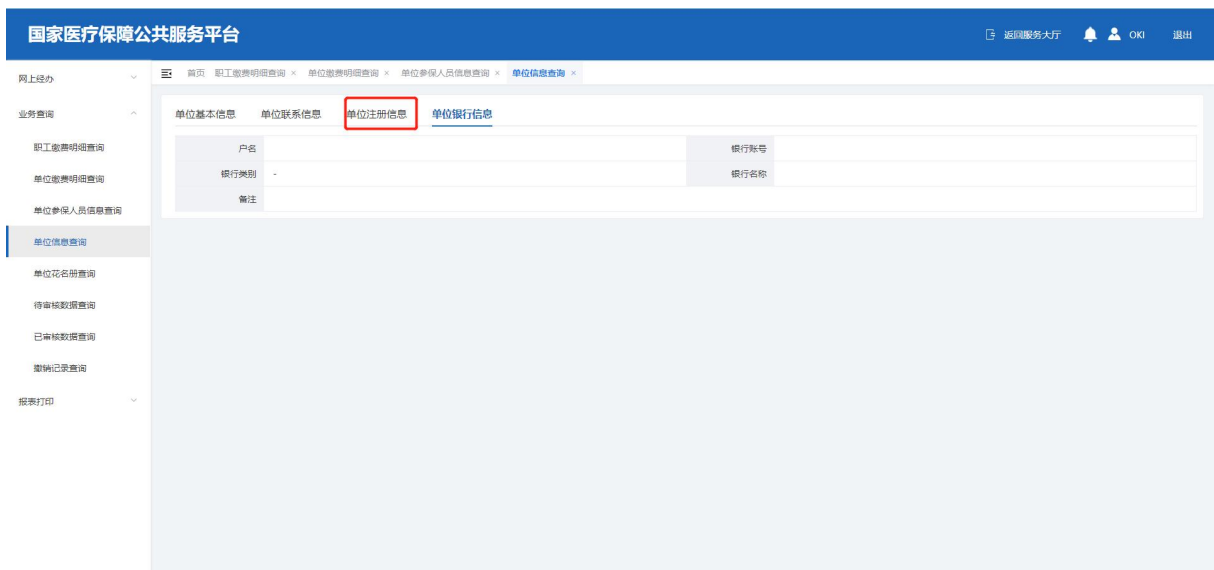 国家医疗保障公共服务平台
返回服务大厅 OKI 退出
网上经办
首页 职工缴费明细查询 × 单位缴费明细查询 × 单位参保人员信息查询 × 单位信息查询 ×
业务查询
单位基本信息 单位联系信息 单位注册信息 单位银行信息
职工缴费明细查询
户名 银行账号
单位缴费明细查询
银行类别 - 银行名称
单位参保人员信息查询
备注
单位信息查询
单位花名册查询
待审核数据查询
已审核数据查询
撤销记录查询
报表打印